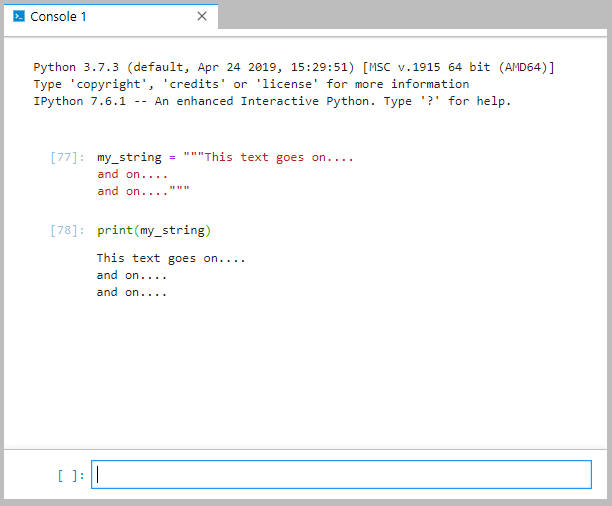 Console 1
Python 3.7.3 (default, Apr 24 2019, 15:29:51) [MSC v.1915 64 bit (AMD64)]
Type 'copyright', 'credits' or 'license' for more information
IPython 7.6.1 -- An enhanced Interactive Python. Type '?' for help.
[77]: my_string = """This text goes on....
and on....
and on...."""
[78]: print(my_string)
This text goes on....
and on....
and on....
[ ]: